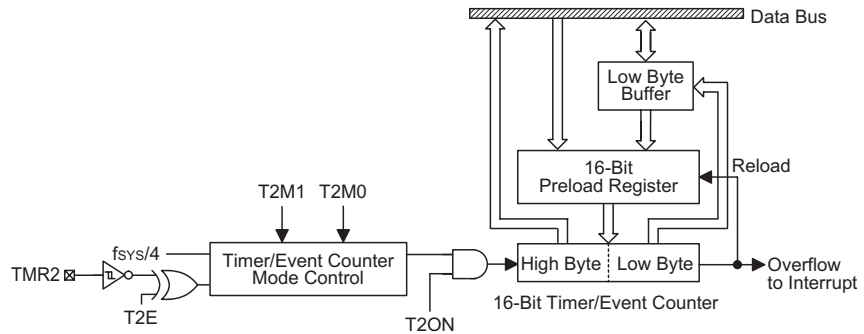 Data Bus
Low Byte
Buffer
16-Bit
Preload Register
Reload
T2M1
T2M0
fSYS/4
TMR2
Timer/Event Counter
Mode Control
High Byte
Low Byte
Overflow
to Interrupt
T2E
T2ON
16-Bit Timer/Event Counter